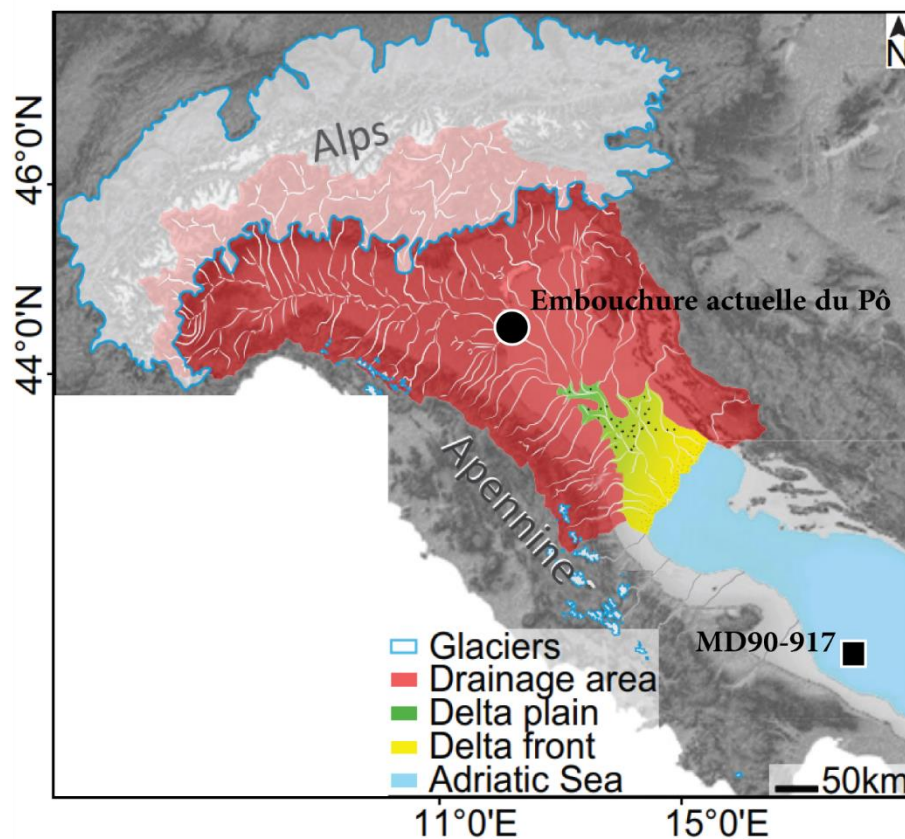 N
46°0'N
44°0'N
Alps
Embouchure actuelle du Pô
Apennine
MD90-917
Glaciers
Drainage area
Delta plain
Delta front
Adriatic Sea
50km
11°0'E
15°0'E